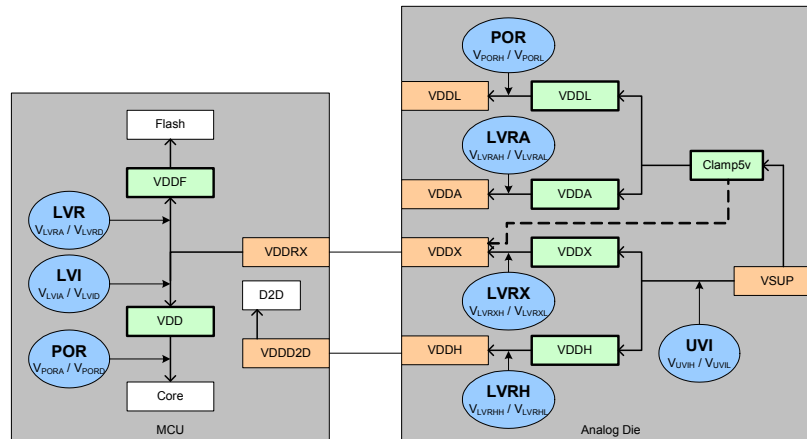 POR
VPORH / VPORL
VDDL
VDDL
LVRA
VLVRAH / VLVRAL
Clamp5v
VDDA
VDDA
Flash
VDDF
LVR
VLVRA / VLVRD
VDDRX
VDDX
VDDX
LVI
VLVIA / VLVID
D2D
LVRX
VLVRXH / VLVRXL
VSUP
VDD
VDDD2D
VDDH
VDDH
UVI
VUVIH / VUVIL
POR
VPORA / VPORD
Core
LVRH
VLVRHH / VLVRHL
MCU
Analog Die